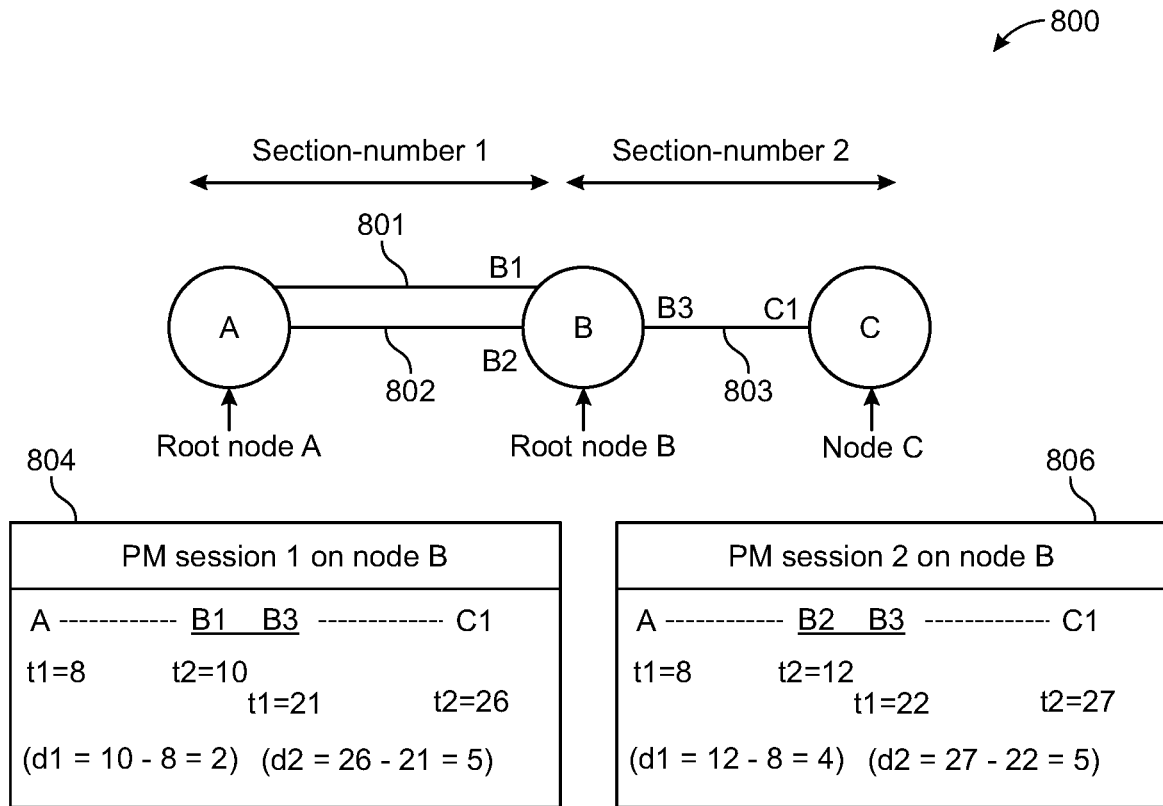 800
Section-number 1 Section-number 2
801
B1
A B B3 C1 C
B2
802 803
Root node A Root node B Node C
804 806
PM session 1 on node B
A ------------ B1 B3 ------------- C1
t1=8 t2=10
t1=21 t2=26
(d1 = 10 - 8 = 2) (d2 = 26 - 21 = 5)
PM session 2 on node B
A ------------ B2 B3 ------------- C1
t1=8 t2=12
t1=22 t2=27
(d1 = 12 - 8 = 4) (d2 = 27 - 22 = 5)